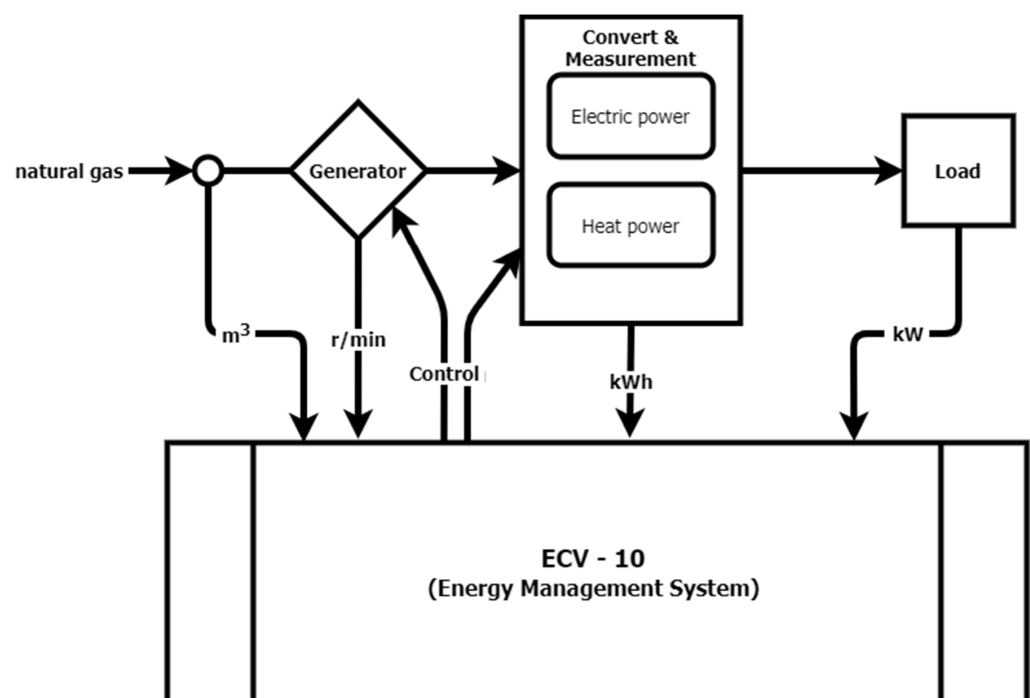 Convert &
Measurement
Electric power
natural gas
Generator
Load
Heat power
m³
r/min
kW
Control
kWh
ECV - 10
(Energy Management System)